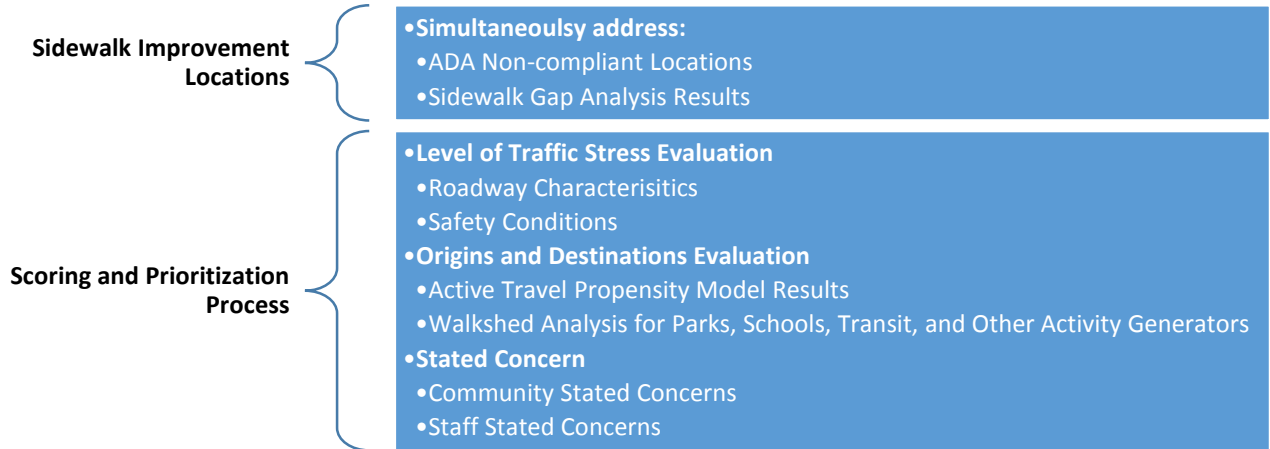 Sidewalk Improvement
Locations
•Simultaneoulsy address:
•ADA Non-compliant Locations
•Sidewalk Gap Analysis Results
Scoring and Prioritization
Process
•Level of Traffic Stress Evaluation
•Roadway Characterisitics
•Safety Conditions
•Origins and Destinations Evaluation
•Active Travel Propensity Model Results
•Walkshed Analysis for Parks, Schools, Transit, and Other Activity Generators
•Stated Concern
•Community Stated Concerns
•Staff Stated Concerns